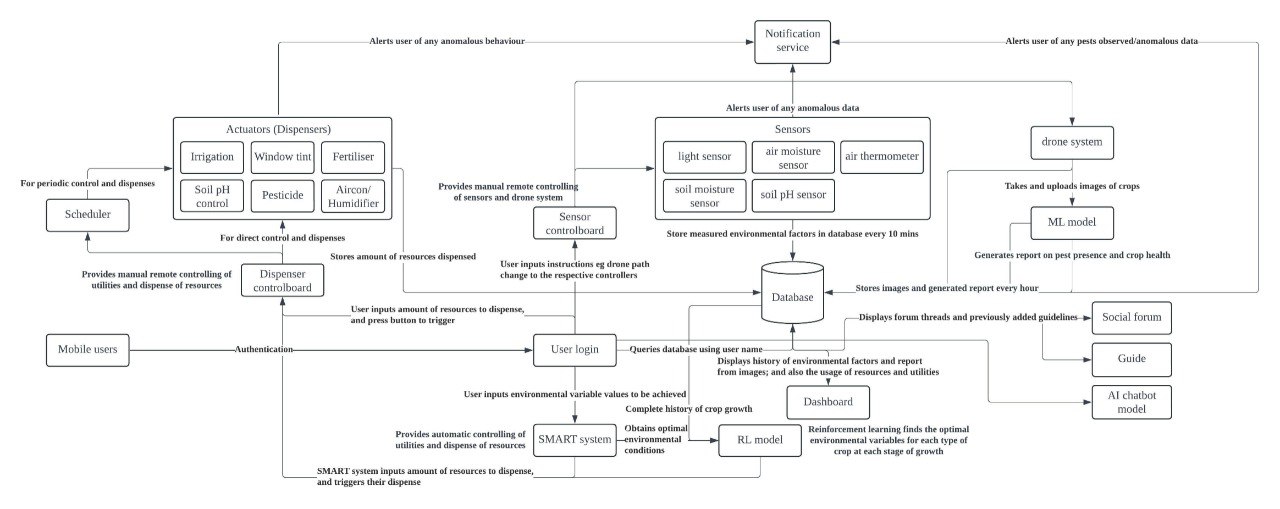 Notification
service
Alerts user of any anomalous behaviour
Alerts user of any pests observed/anomalous data
Alerts user of any anomalous data
Actuators (Dispensers)
Irrigation
Window tint
Fertiliser
Soil pH
control
Pesticide
Aircon/
Humidifier
Sensors
light sensor
air moisture
sensor
air thermometer
soil moisture
sensor
soil pH sensor
drone system
For periodic control and dispenses
Scheduler
Provides manual remote controlling
of sensors and drone system
Sensor
controlboard
Takes and uploads images of crops
ML model
For direct control and dispenses
Store measured environmental factors in database every 10 mins
Stores amount of resources dispensed
Generates report on pest presence and crop health
Provides manual remote controlling of
utilities and dispense of resources
Dispenser
controlboard
User inputs instructions eg drone path
change to the respective controllers
Database
Stores images and generated report every hour
User inputs amount of resources to dispense,
and press button to trigger
Displays forum threads and previously added guidelines
Social forum
Mobile users
Authentication
User login
Queries database using user name
Guide
Displays history of environmental factors and report
from images; and also the usage of resources and utilities
User inputs environmental variable values to be achieved
Dashboard
AI chatbot
model
Complete history of crop growth
Provides automatic controlling of
utilities and dispense of resources
SMART system
Obtains optimal
environmental
conditions
RL model
Reinforcement learning finds the optimal
environmental variables for each type of
crop at each stage of growth
SMART system inputs amount of resources to dispense,
and triggers their dispense